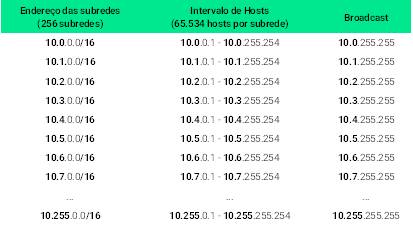 Endereço das subredes Intervalo de Hosts Broadcast
(256 subredes) (65.534 hosts por subrede)
10.0.0.0/16 10.0.0.1 - 10.0.255.254 10.0.255.255
10.1.0.0/16 10.1.0.1 - 10.1.255.254 10.1.255.255
10.2.0.0/16 10.2.0.1 - 10.2.255.254 10.2.255.255
10.3.0.0/16 10.3.0.1 - 10.3.255.254 10.3.255.255
10.4.0.0/16 10.4.0.1 - 10.4.255.254 10.4.255.255
10.5.0.0/16 10.5.0.1 - 10.5.255.254 10.5.255.255
10.6.0.0/16 10.6.0.1 - 10.6.255.254 10.6.255.255
10.7.0.0/16 10.7.0.1 - 10.7.255.254 10.7.255.255
... ... ...
10.255.0.0/16 10.255.0.1 - 10.255.255.254 10.255.255.255